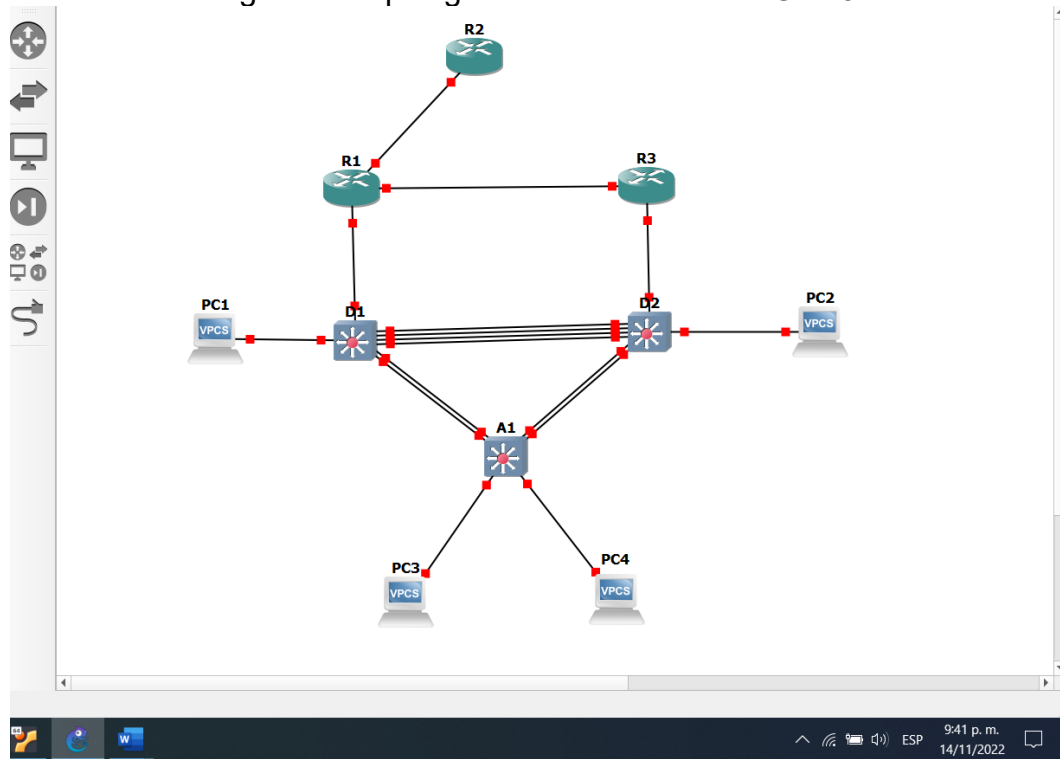 R2
R1
R3
PC1
D1
D2
PC2
VPCS
VPCS
A1
PC3
PC4
VPCS
VPCS
W
ESP
9:41 p. m.
14/11/2022